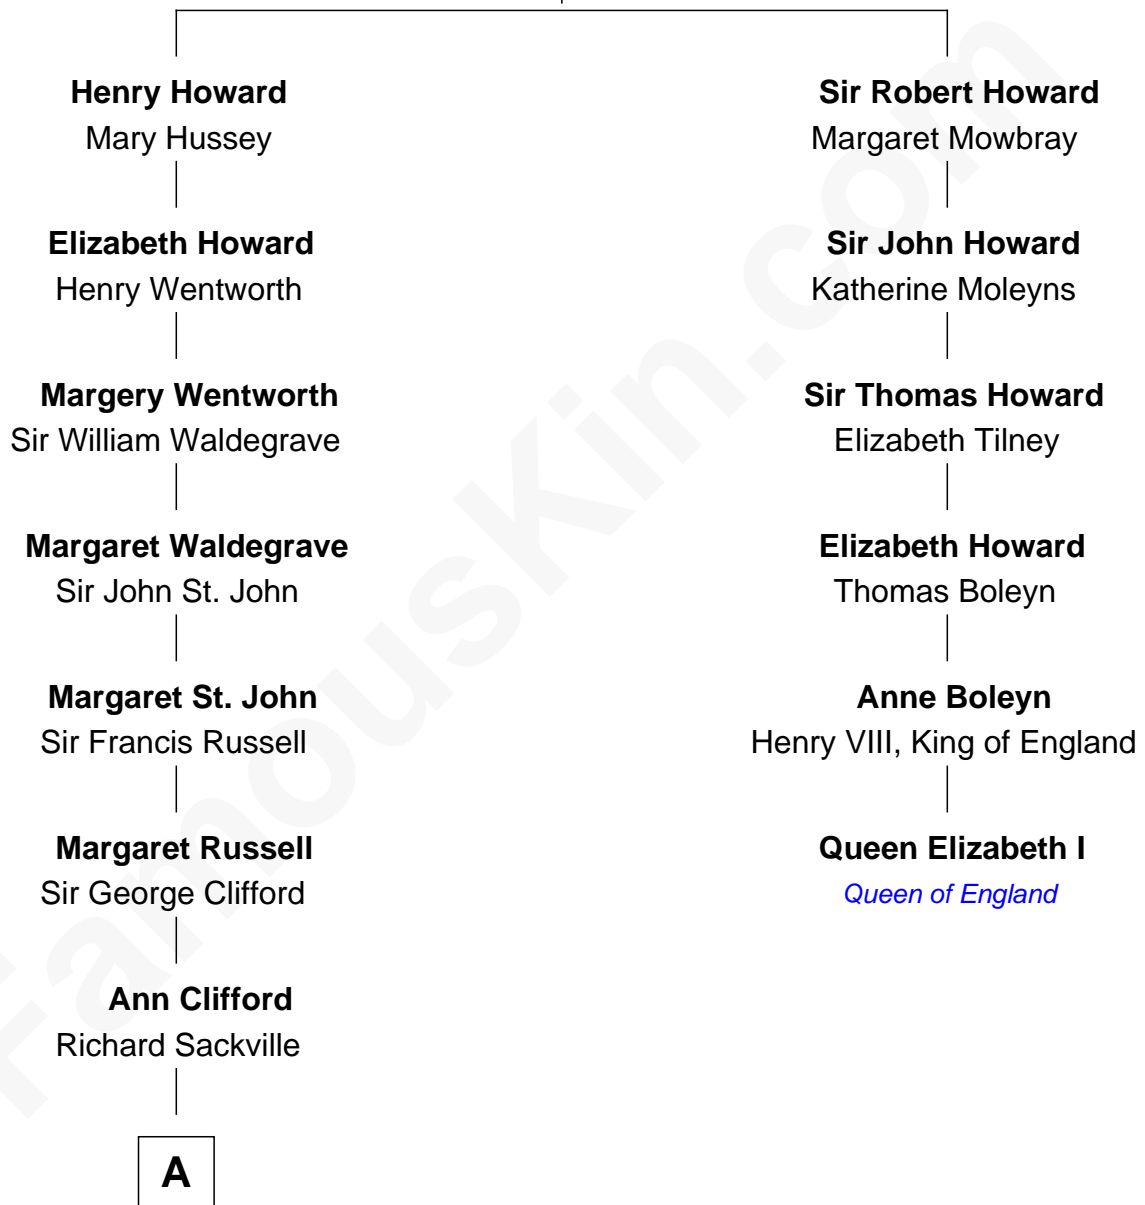 Henry Howard
Mary Hussey
Elizabeth Howard
Henry Wentworth
Margery Wentworth
Sir William Waldegrave
Margaret Waldegrave
Sir John St. John
Margaret St. John
Sir Francis Russell
Margaret Russell
Sir George Clifford
Ann Clifford
Richard Sackville
A
Sir Robert Howard
Margaret Mowbray
Sir John Howard
Katherine Moleyns
Sir Thomas Howard
Elizabeth Tilney
Elizabeth Howard
Thomas Boleyn
Anne Boleyn
Henry VIII, King of England
Queen Elizabeth I
Queen of England
FamousKin.com